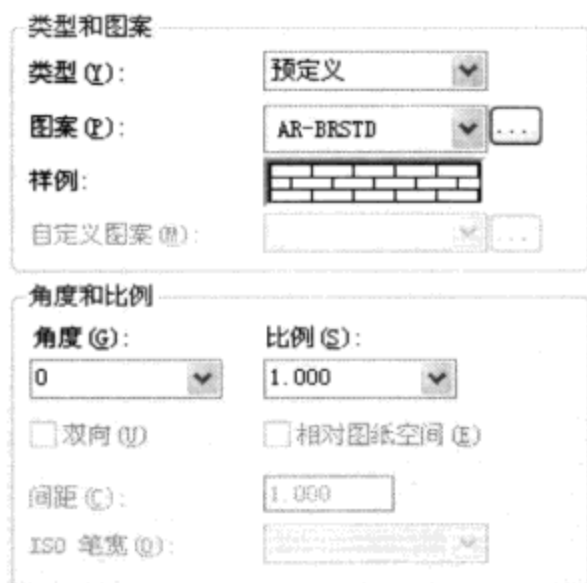 类型和图案
类型(Y): 预定义
图案(P): AR-BRSTD ...
样例:
自定义图案(M): ...
角度和比例
角度(G): 比例(S):
0 1.000
双向(U) 相对图纸空间(E)
间距(C): 1.000
ISO 笔宽(O):